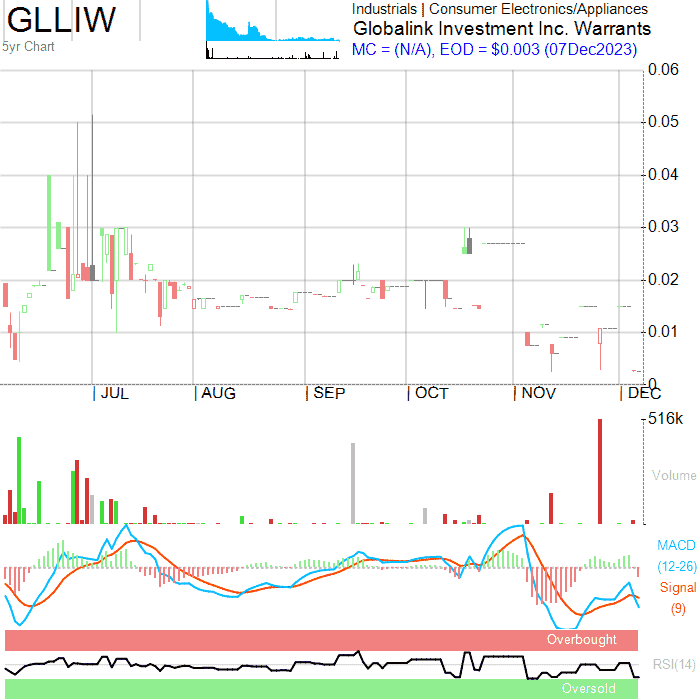 GLLIW
5yr Chart
Industrials | Consumer Electronics/Appliances
Globalink Investment Inc. Warrants
MC = (N/A), EOD = $0.003 (07Dec2023)
0.06
0.05
0.04
0.03
0.02
0.01
0
| JUL | AUG | SEP | OCT | NOV | DEC
516k
Volume
MACD
(12-26)
Signal
(9)
Overbought
RSI(14)
Oversold